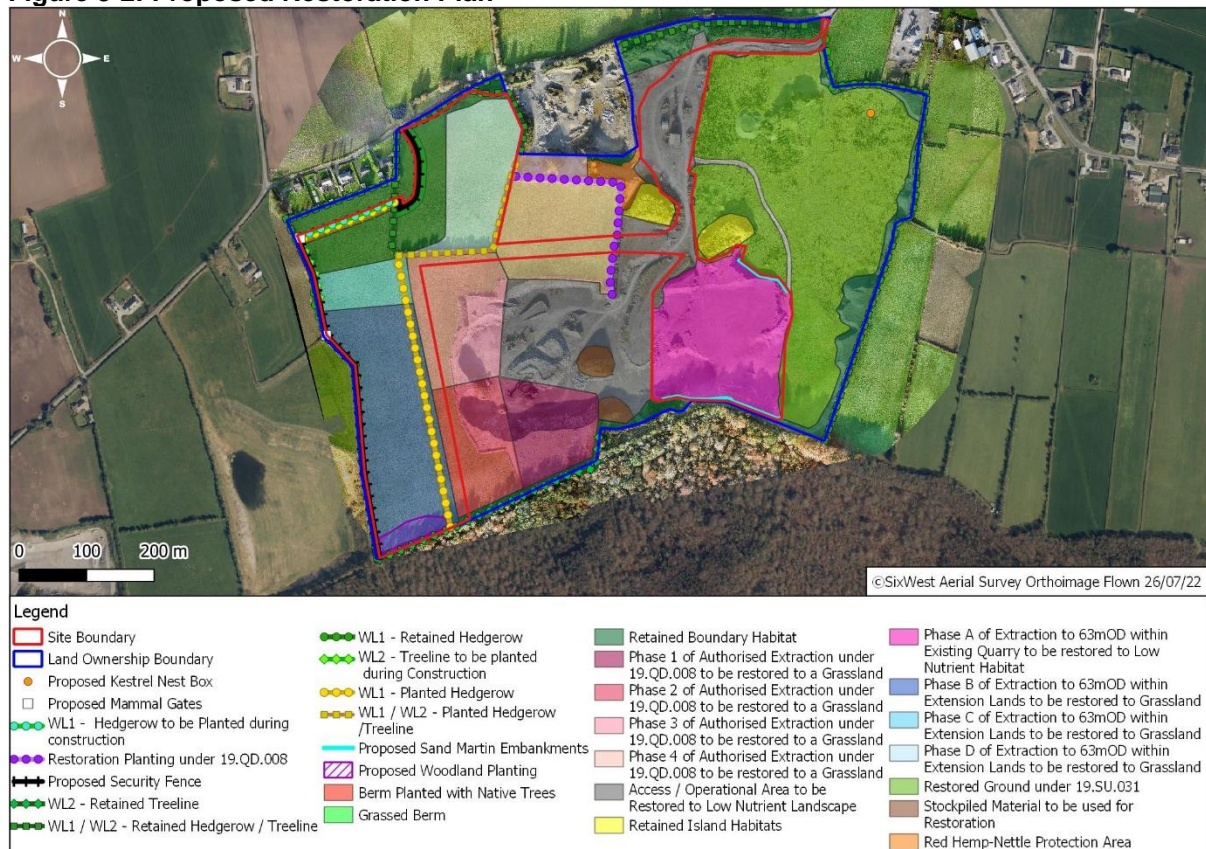 Figure 3-2: Proposed Restoration Plan
N
W E
S
0 100 200 m
©SixWest Aerial Survey Orthoimage Flown 26/07/22
Legend
Site Boundary
Land Ownership Boundary
Proposed Kestrel Nest Box
Proposed Mammal Gates
WL1 - Hedgerow to be Planted during
construction
Restoration Planting under 19.QD.008
Proposed Security Fence
WL2 - Retained Treeline
WL1 / WL2 - Retained Hedgerow / Treeline
WL1 - Retained Hedgerow
WL2 - Treeline to be planted
during Construction
WL1 - Planted Hedgerow
WL1 / WL2 - Planted Hedgerow
/Treeline
Proposed Sand Martin Embankments
Proposed Woodland Planting
Berm Planted with Native Trees
Grassed Berm
Retained Boundary Habitat
Phase 1 of Authorised Extraction under
19.QD.008 to be restored to a Grassland
Phase 2 of Authorised Extraction under
19.QD.008 to be restored to a Grassland
Phase 3 of Authorised Extraction under
19.QD.008 to be restored to a Grassland
Phase 4 of Authorised Extraction under
19.QD.008 to be restored to a Grassland
Access / Operational Area to be
Restored to Low Nutrient Landscape
Retained Island Habitats
Phase A of Extraction to 63mOD within
Existing Quarry to be restored to Low
Nutrient Habitat
Phase B of Extraction to 63mOD within
Extension Lands to be restored to Grassland
Phase C of Extraction to 63mOD within
Extension Lands to be restored to Grassland
Phase D of Extraction to 63mOD within
Extension Lands to be restored to Grassland
Restored Ground under 19.SU.031
Stockpiled Material to be used for
Restoration
Red Hemp-Nettle Protection Area